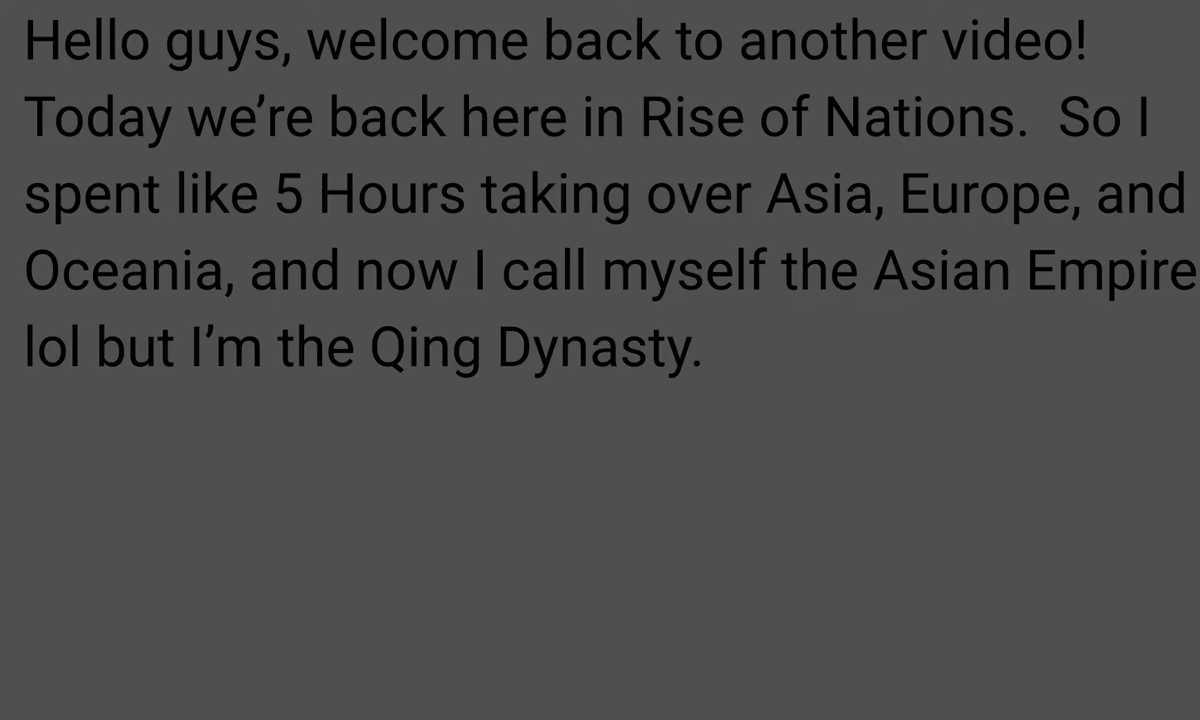 Hello guys, welcome back to another video!
Today we’re back here in Rise of Nations.  So I
spent like 5 Hours taking over Asia, Europe, and
Oceania, and now I call myself the Asian Empire
lol but I’m the Qing Dynasty.